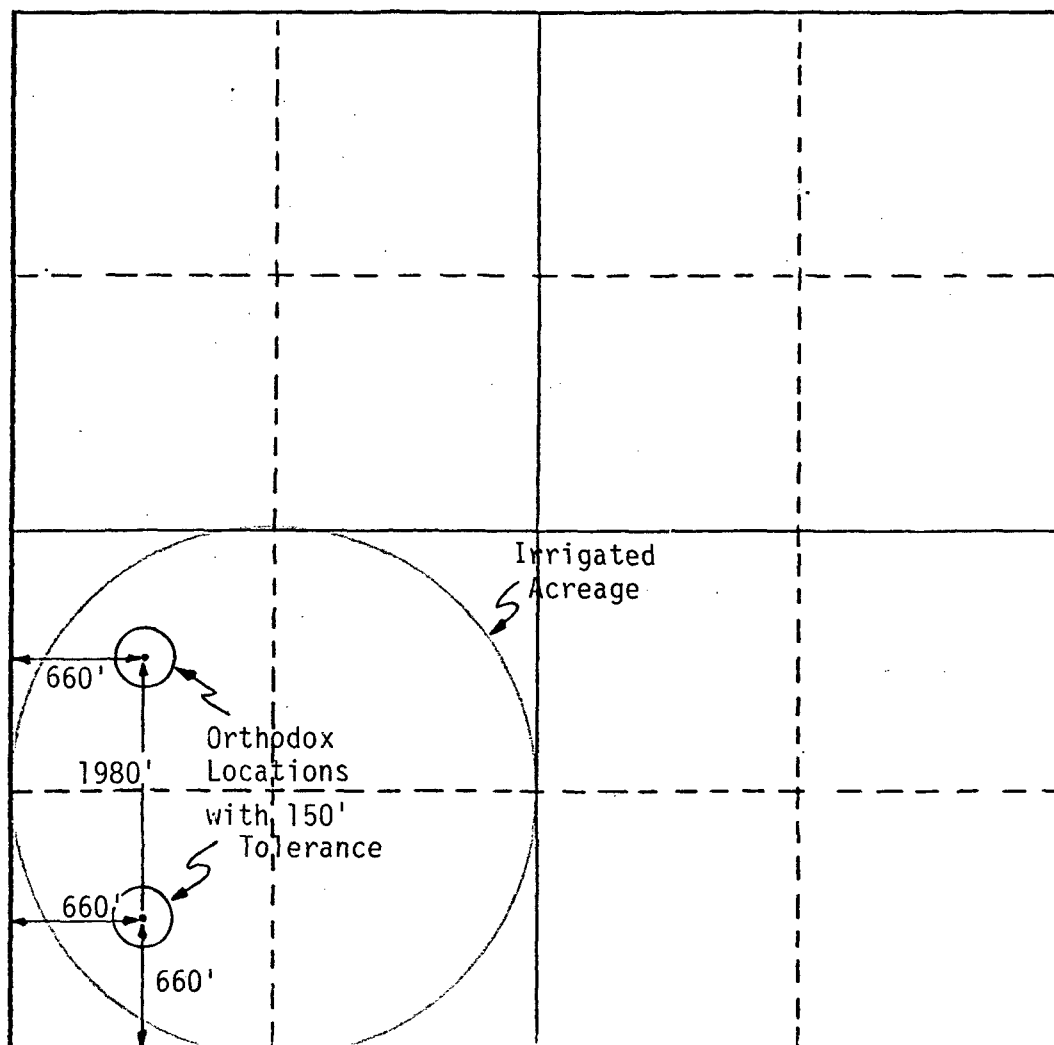 Irrigated
Acreage
660'
Orthodox
Locations
1980'
with 150'
Tolerance
660'
660'